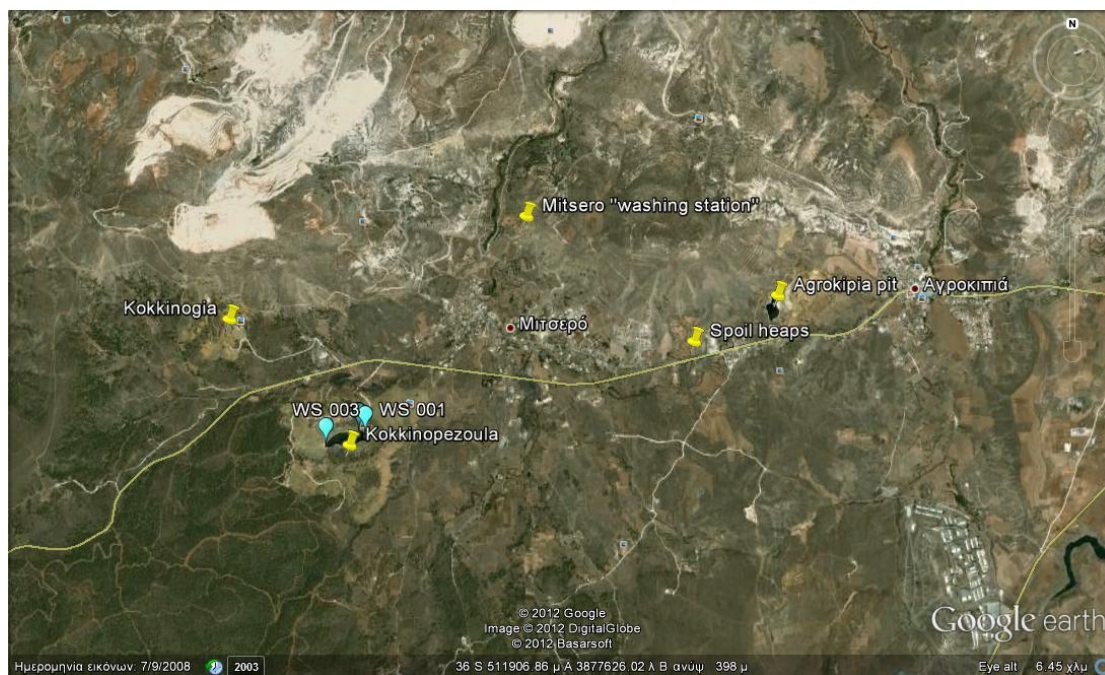 N
Mitsero "washing station"
Kokkinogia
Agrokipia pit
Αγροκιπιά
Μιτσερό
Spoil heaps
WS 003
WS 001
Kokkinopezoula
© 2012 Google
Image © 2012 DigitalGlobe
© 2012 Basarsoft
Google earth
Ημερομηνία εικόνων: 7/9/2008
2003
36 S 511906.86 μ Α 3877626.02 λ Β ανύψ 398 μ
Eye alt 6.45 χλμ